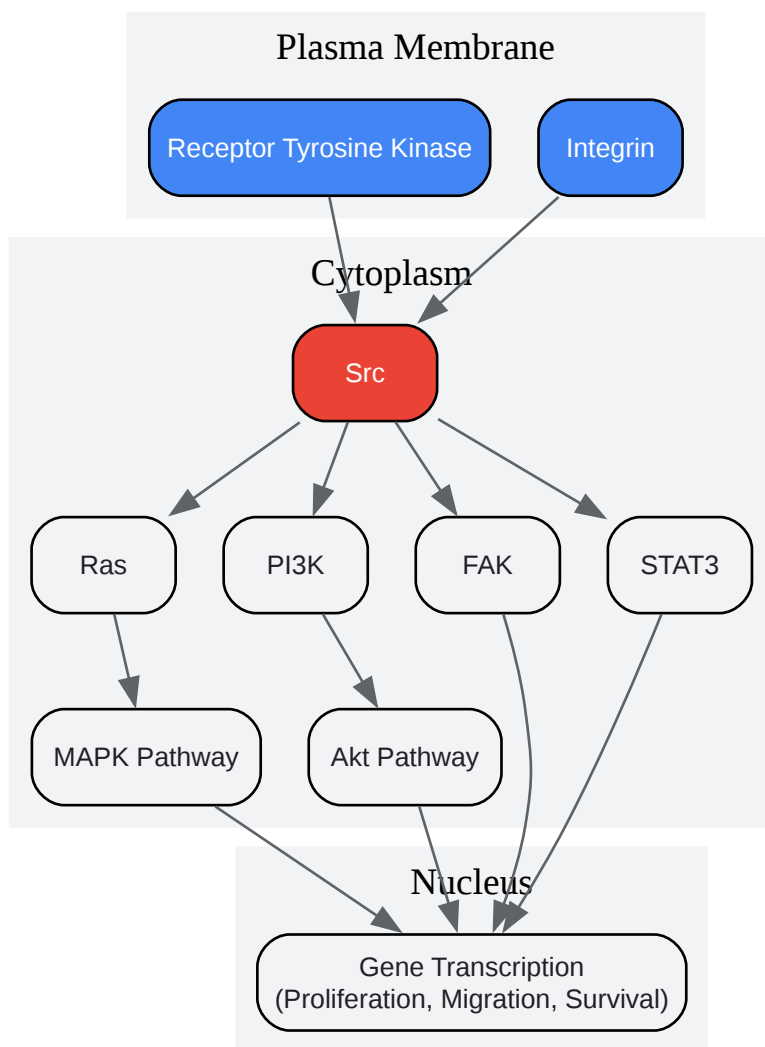 Plasma Membrane
Receptor Tyrosine Kinase
Integrin
Cytoplasm
Src
Ras
PI3K
FAK
STAT3
MAPK Pathway
Akt Pathway
Nucleus
Gene Transcription
(Proliferation, Migration, Survival)